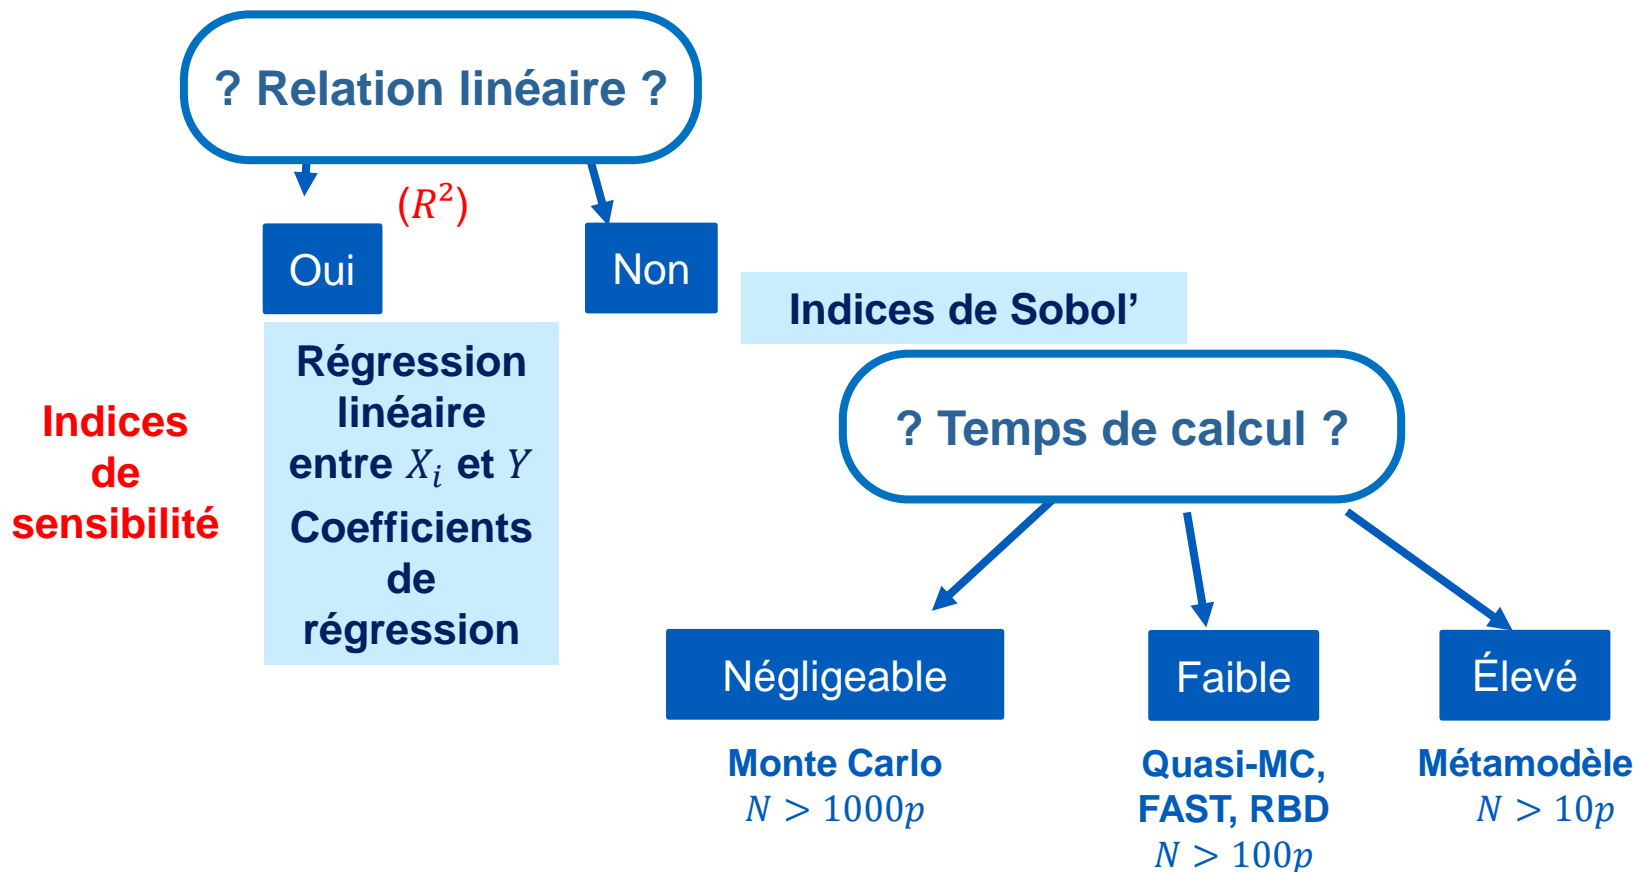 ? Relation linéaire ?
(R²)
Oui
Non
Indices de Sobol’
Régression
linéaire
entre Xᵢ et Y
Coefficients
de
régression
Indices
de
sensibilité
? Temps de calcul ?
Négligeable
Faible
Élevé
Monte Carlo
N > 1000p
Quasi-MC,
FAST, RBD
N > 100p
Métamodèle
N > 10p